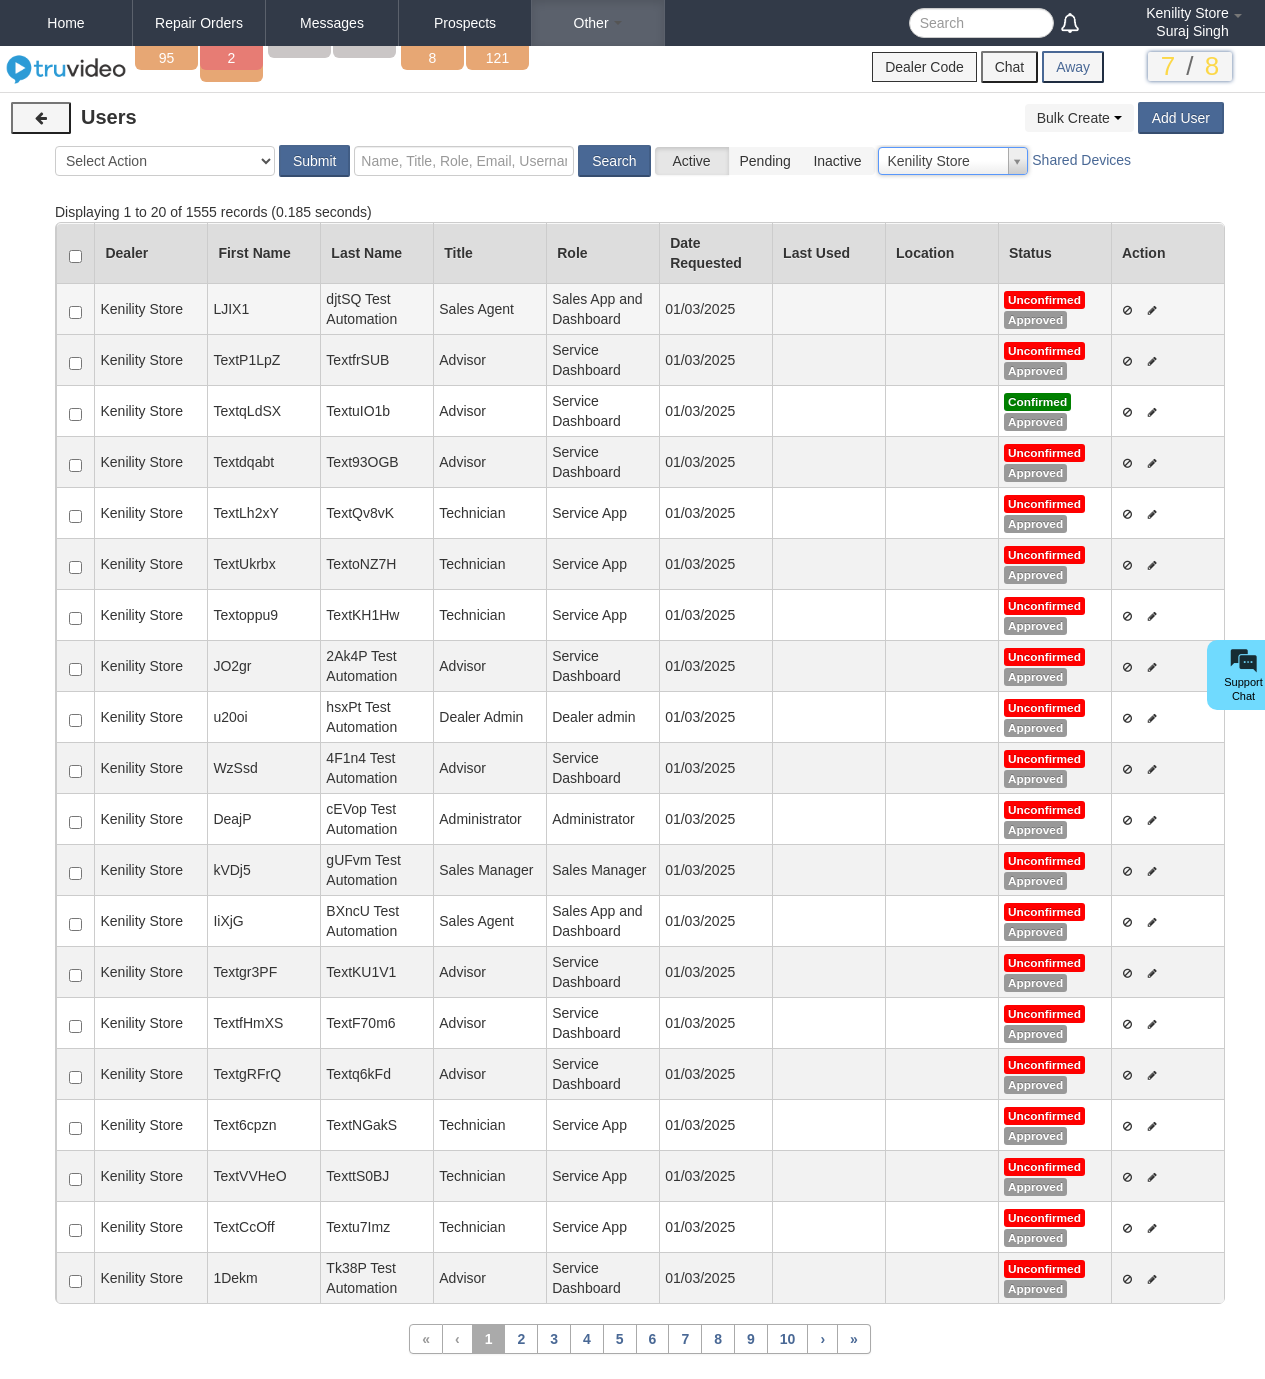 Home Repair Orders Messages Prospects Other Search Kenility Store
Suraj Singh
truvideo 95 2 8 121 Dealer Code Chat Away 7 / 8
Users Bulk Create Add User
Select Action Submit Name, Title, Role, Email, Usernar Search Active Pending Inactive Kenility Store Shared Devices
Displaying 1 to 20 of 1555 records (0.185 seconds)
Dealer First Name Last Name Title Role Date Requested Last Used Location Status Action
Kenility Store LJIX1 djtSQ Test Automation Sales Agent Sales App and Dashboard 01/03/2025 Unconfirmed Approved
Kenility Store TextP1LpZ TextfrSUB Advisor Service Dashboard 01/03/2025 Unconfirmed Approved
Kenility Store TextqLdSX TextuIO1b Advisor Service Dashboard 01/03/2025 Confirmed Approved
Kenility Store Textdqabt Text93OGB Advisor Service Dashboard 01/03/2025 Unconfirmed Approved
Kenility Store TextLh2xY TextQv8vK Technician Service App 01/03/2025 Unconfirmed Approved
Kenility Store TextUkrbx TextoNZ7H Technician Service App 01/03/2025 Unconfirmed Approved
Kenility Store Textoppu9 TextKH1Hw Technician Service App 01/03/2025 Unconfirmed Approved
Kenility Store JO2gr 2Ak4P Test Automation Advisor Service Dashboard 01/03/2025 Unconfirmed Approved
Support
Chat
Kenility Store u20oi hsxPt Test Automation Dealer Admin Dealer admin 01/03/2025 Unconfirmed Approved
Kenility Store WzSsd 4F1n4 Test Automation Advisor Service Dashboard 01/03/2025 Unconfirmed Approved
Kenility Store DeajP cEVop Test Automation Administrator Administrator 01/03/2025 Unconfirmed Approved
Kenility Store kVDj5 gUFvm Test Automation Sales Manager Sales Manager 01/03/2025 Unconfirmed Approved
Kenility Store IiXjG BXncU Test Automation Sales Agent Sales App and Dashboard 01/03/2025 Unconfirmed Approved
Kenility Store Textgr3PF TextKU1V1 Advisor Service Dashboard 01/03/2025 Unconfirmed Approved
Kenility Store TextfHmXS TextF70m6 Advisor Service Dashboard 01/03/2025 Unconfirmed Approved
Kenility Store TextgRFrQ Textq6kFd Advisor Service Dashboard 01/03/2025 Unconfirmed Approved
Kenility Store Text6cpzn TextNGakS Technician Service App 01/03/2025 Unconfirmed Approved
Kenility Store TextVVHeO TexttS0BJ Technician Service App 01/03/2025 Unconfirmed Approved
Kenility Store TextCcOff Textu7Imz Technician Service App 01/03/2025 Unconfirmed Approved
Kenility Store 1Dekm Tk38P Test Automation Advisor Service Dashboard 01/03/2025 Unconfirmed Approved
« ‹ 1 2 3 4 5 6 7 8 9 10 › »